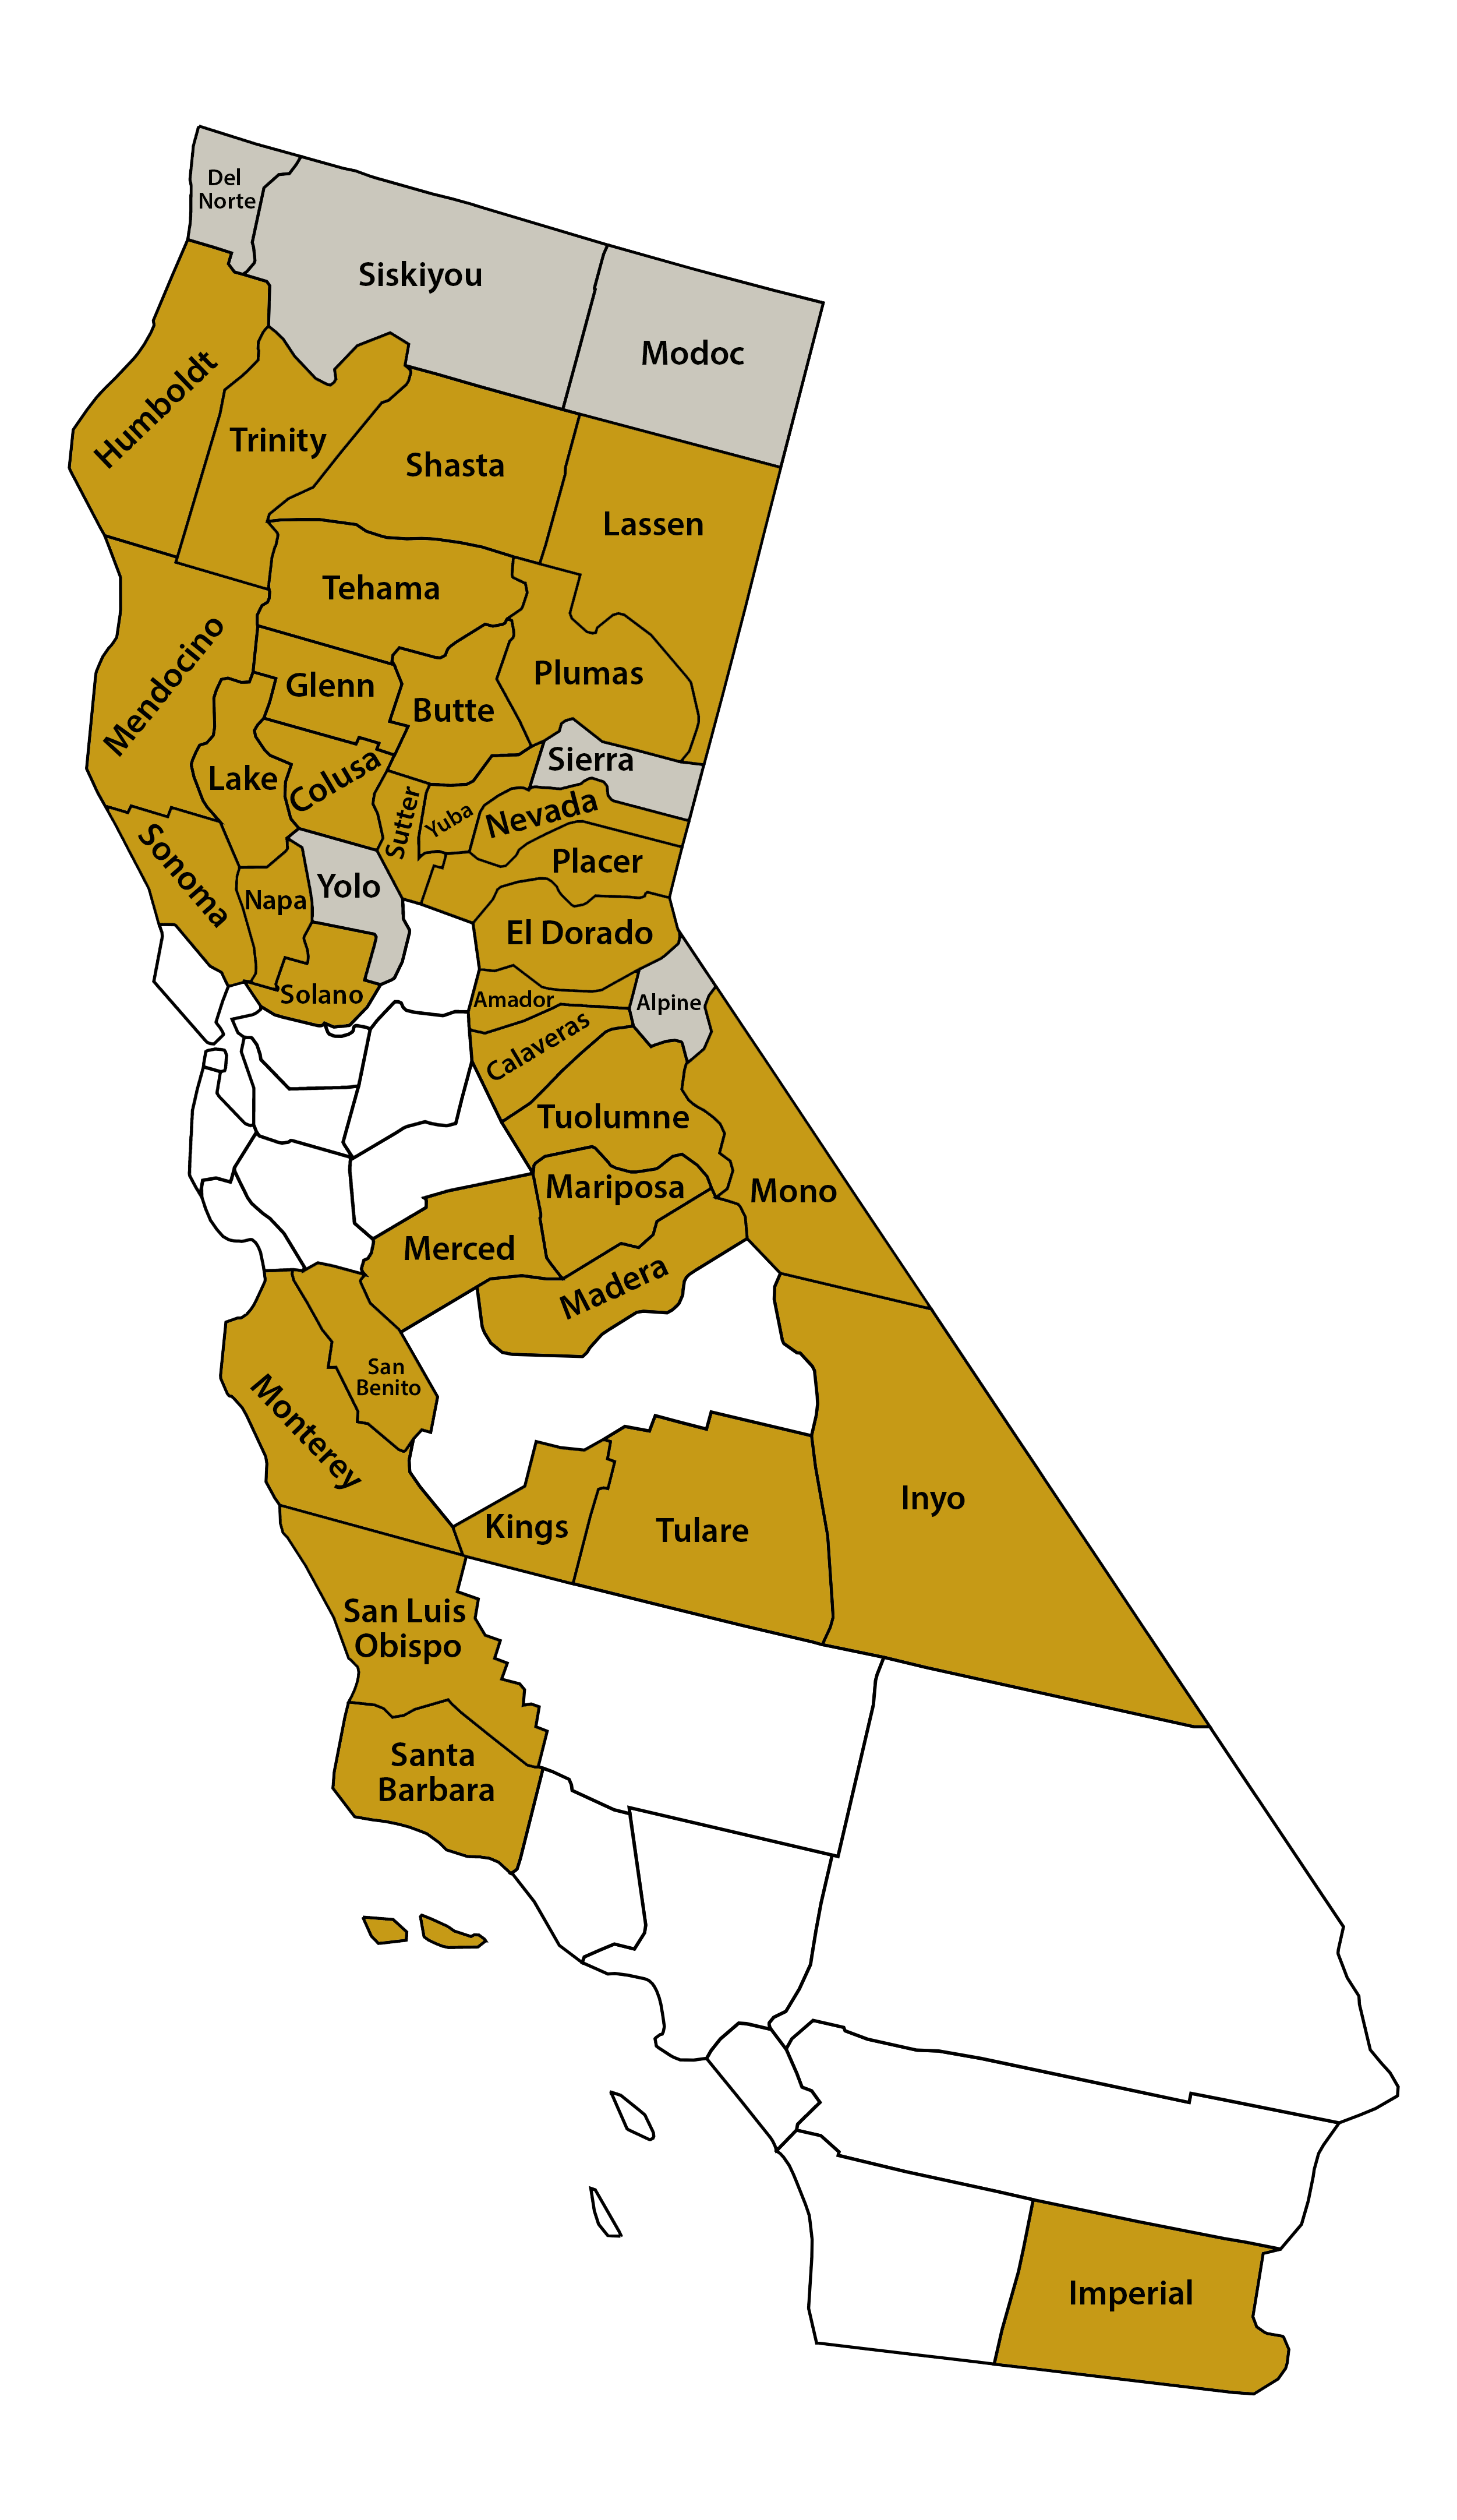 Del
Norte
Siskiyou
Modoc
Humboldt
Trinity
Shasta
Lassen
Tehama
Mendocino
Glenn
Butte
Plumas
Lake
Colusa
Sutter
Yuba
Nevada
Sierra
Placer
Sonoma
Napa
Yolo
El Dorado
Solano
Amador
Alpine
Calaveras
Tuolumne
Mariposa
Mono
Merced
Madera
San
Benito
Monterey
Kings
Tulare
Inyo
San Luis
Obispo
Santa
Barbara
Imperial